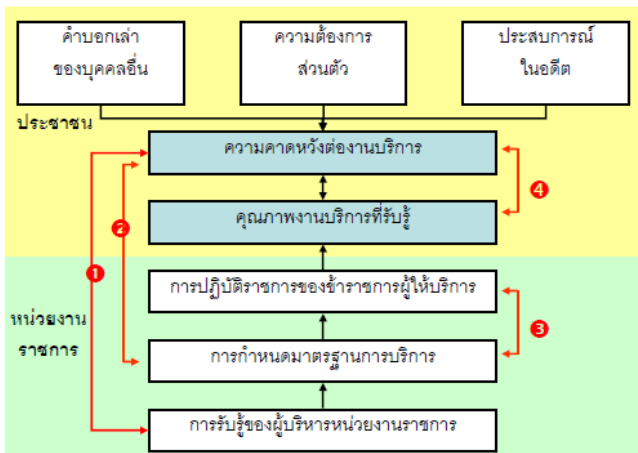 คำบอกเล่า
ของบุคคลอื่น
ความต้องการ
ส่วนตัว
ประสบการณ์
ในอดีต
ประชาชน
ความคาดหวังต่องานบริการ
4
คุณภาพงานบริการที่รับรู้
2
1
การปฏิบัติราชการของข้าราชการผู้ให้บริการ
หน่วยงาน
ราชการ
3
การกำหนดมาตรฐานการบริการ
การรับรู้ของผู้บริหารหน่วยงานราชการ